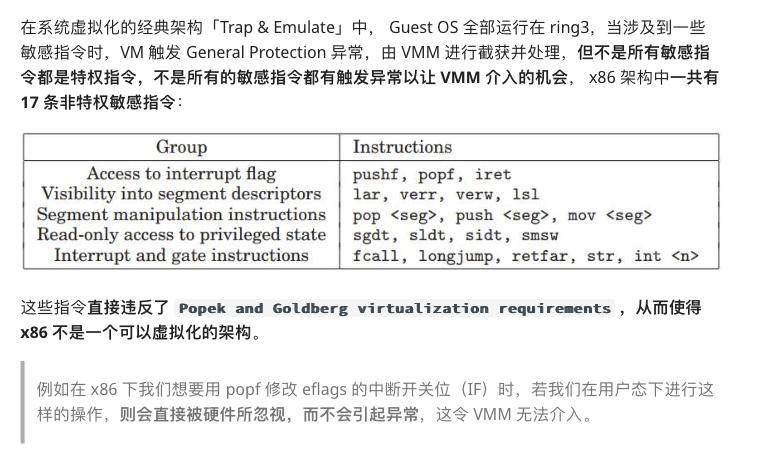 在系统虚拟化的经典架构「Trap & Emulate」中， Guest OS 全部运行在 ring3，当涉及到一些
敏感指令时，VM 触发 General Protection 异常，由 VMM 进行截获并处理，但不是所有敏感指
令都是特权指令，不是所有的敏感指令都有触发异常以让 VMM 介入的机会， x86 架构中一共有
17 条非特权敏感指令：
Group Instructions
Access to interrupt flag pushf, popf, iret
Visibility into segment descriptors lar, verr, verw, lsl
Segment manipulation instructions pop <seg>, push <seg>, mov <seg>
Read-only access to privileged state sgdt, sldt, sidt, smsw
Interrupt and gate instructions fcall, longjump, retfar, str, int <n>
这些指令直接违反了 Popek and Goldberg virtualization requirements ，从而使得
x86 不是一个可以虚拟化的架构。
例如在 x86 下我们想要用 popf 修改 eflags 的中断开关位（IF）时，若我们在用户态下进行这
样的操作，则会直接被硬件所忽视，而不会引起异常，这令 VMM 无法介入。